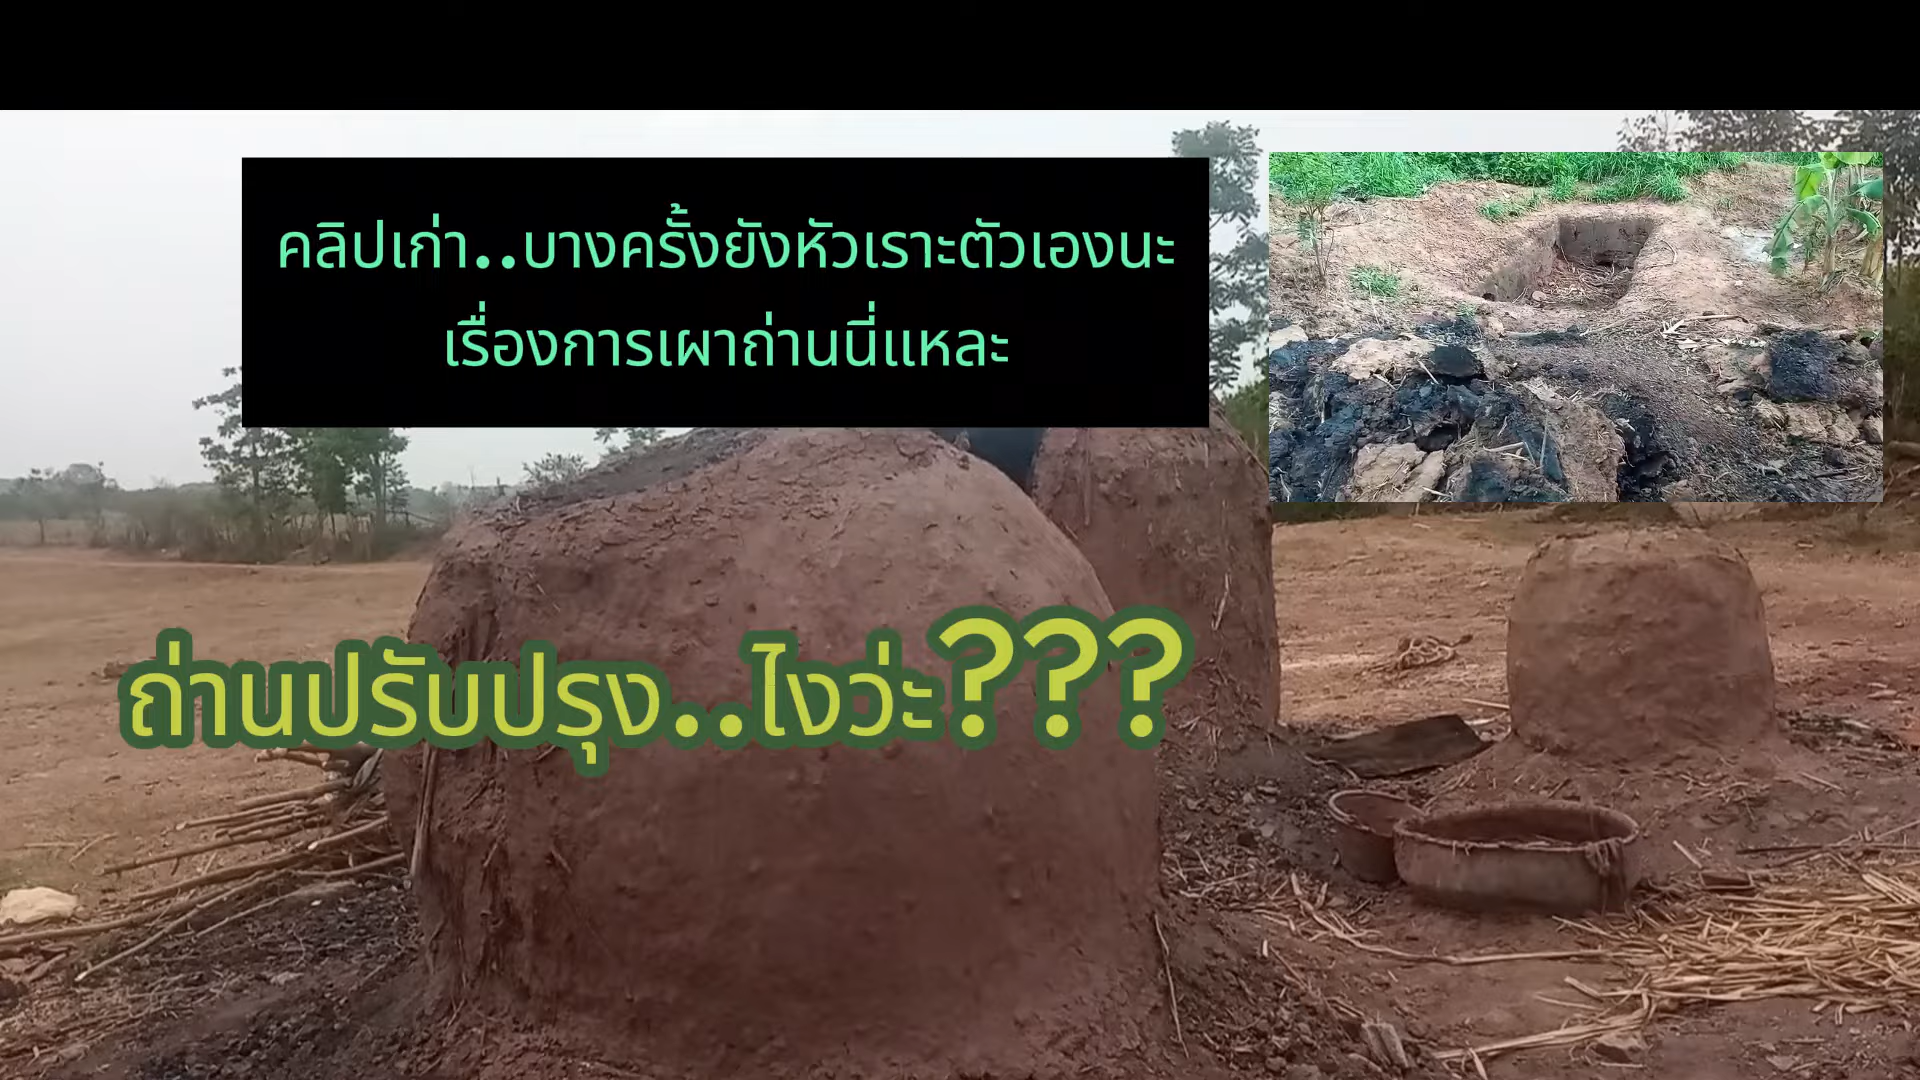 คลิปเก่า..บางครั้งยังหัวเราะตัวเองนะ
เรื่องการเผาถ่านนี่แหละ
ถ่านปรับปรุง..ไงว่ะ???